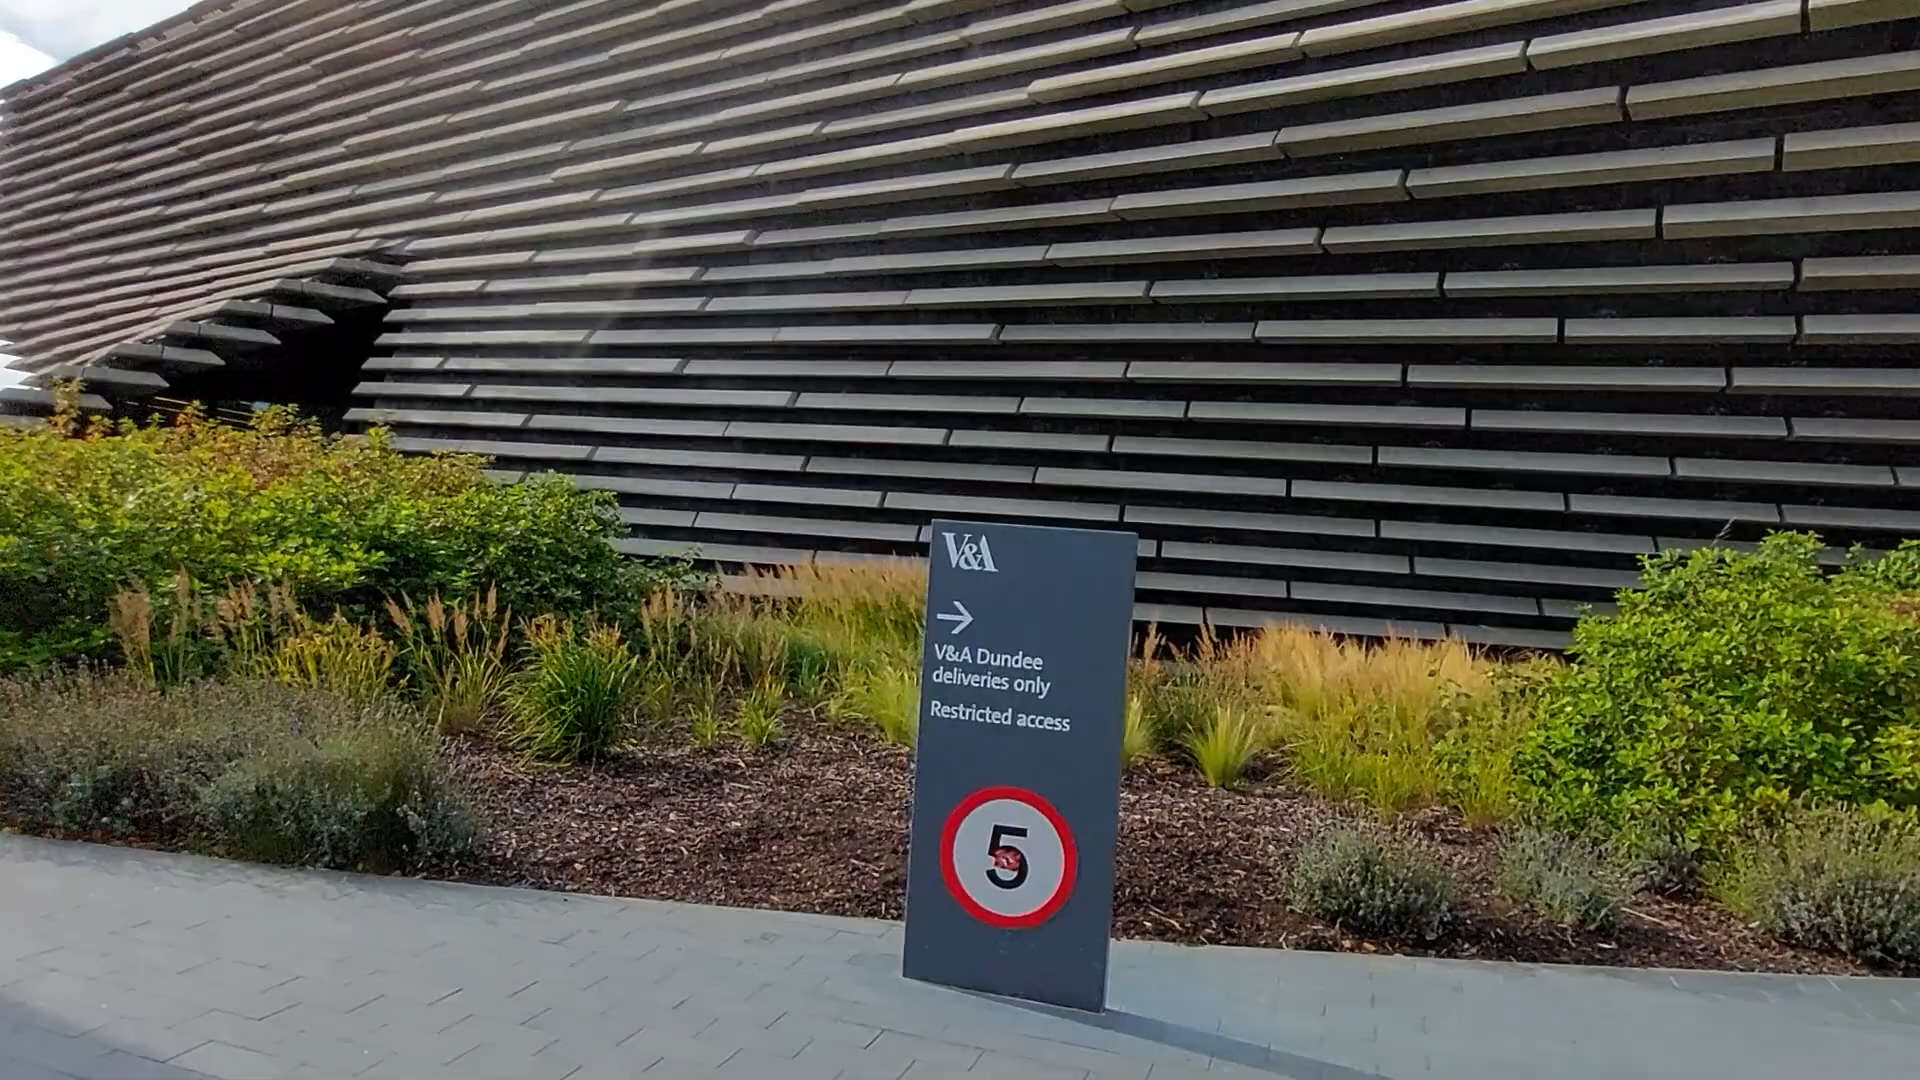 V&A
→
V&A Dundee
deliveries only
Restricted access
5